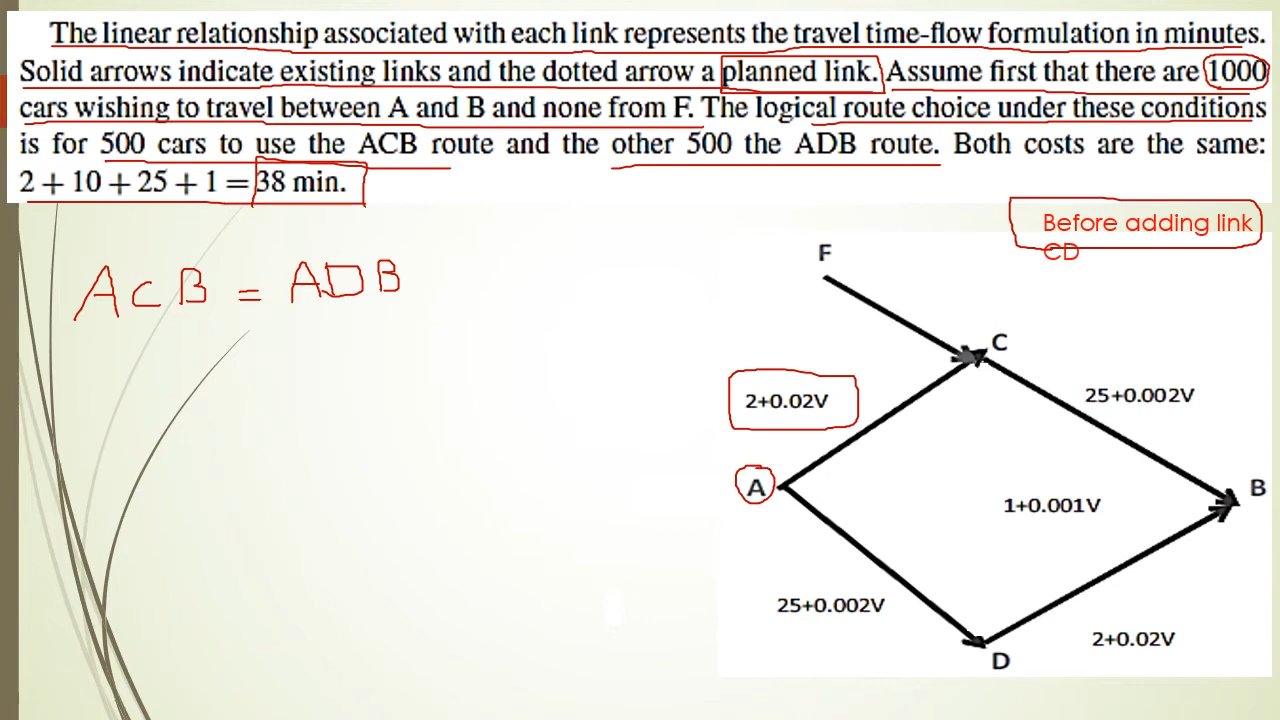 The linear relationship associated with each link represents the travel time-flow formulation in minutes.
Solid arrows indicate existing links and the dotted arrow a planned link. Assume first that there are 1000
cars wishing to travel between A and B and none from F. The logical route choice under these conditions
is for 500 cars to use the ACB route and the other 500 the ADB route. Both costs are the same:
2 + 10 + 25 + 1 = 38 min.
Before adding link
CD
ACB = ADB
F
C
2+0.02V
25+0.002V
A
B
1+0.001V
25+0.002V
2+0.02V
D